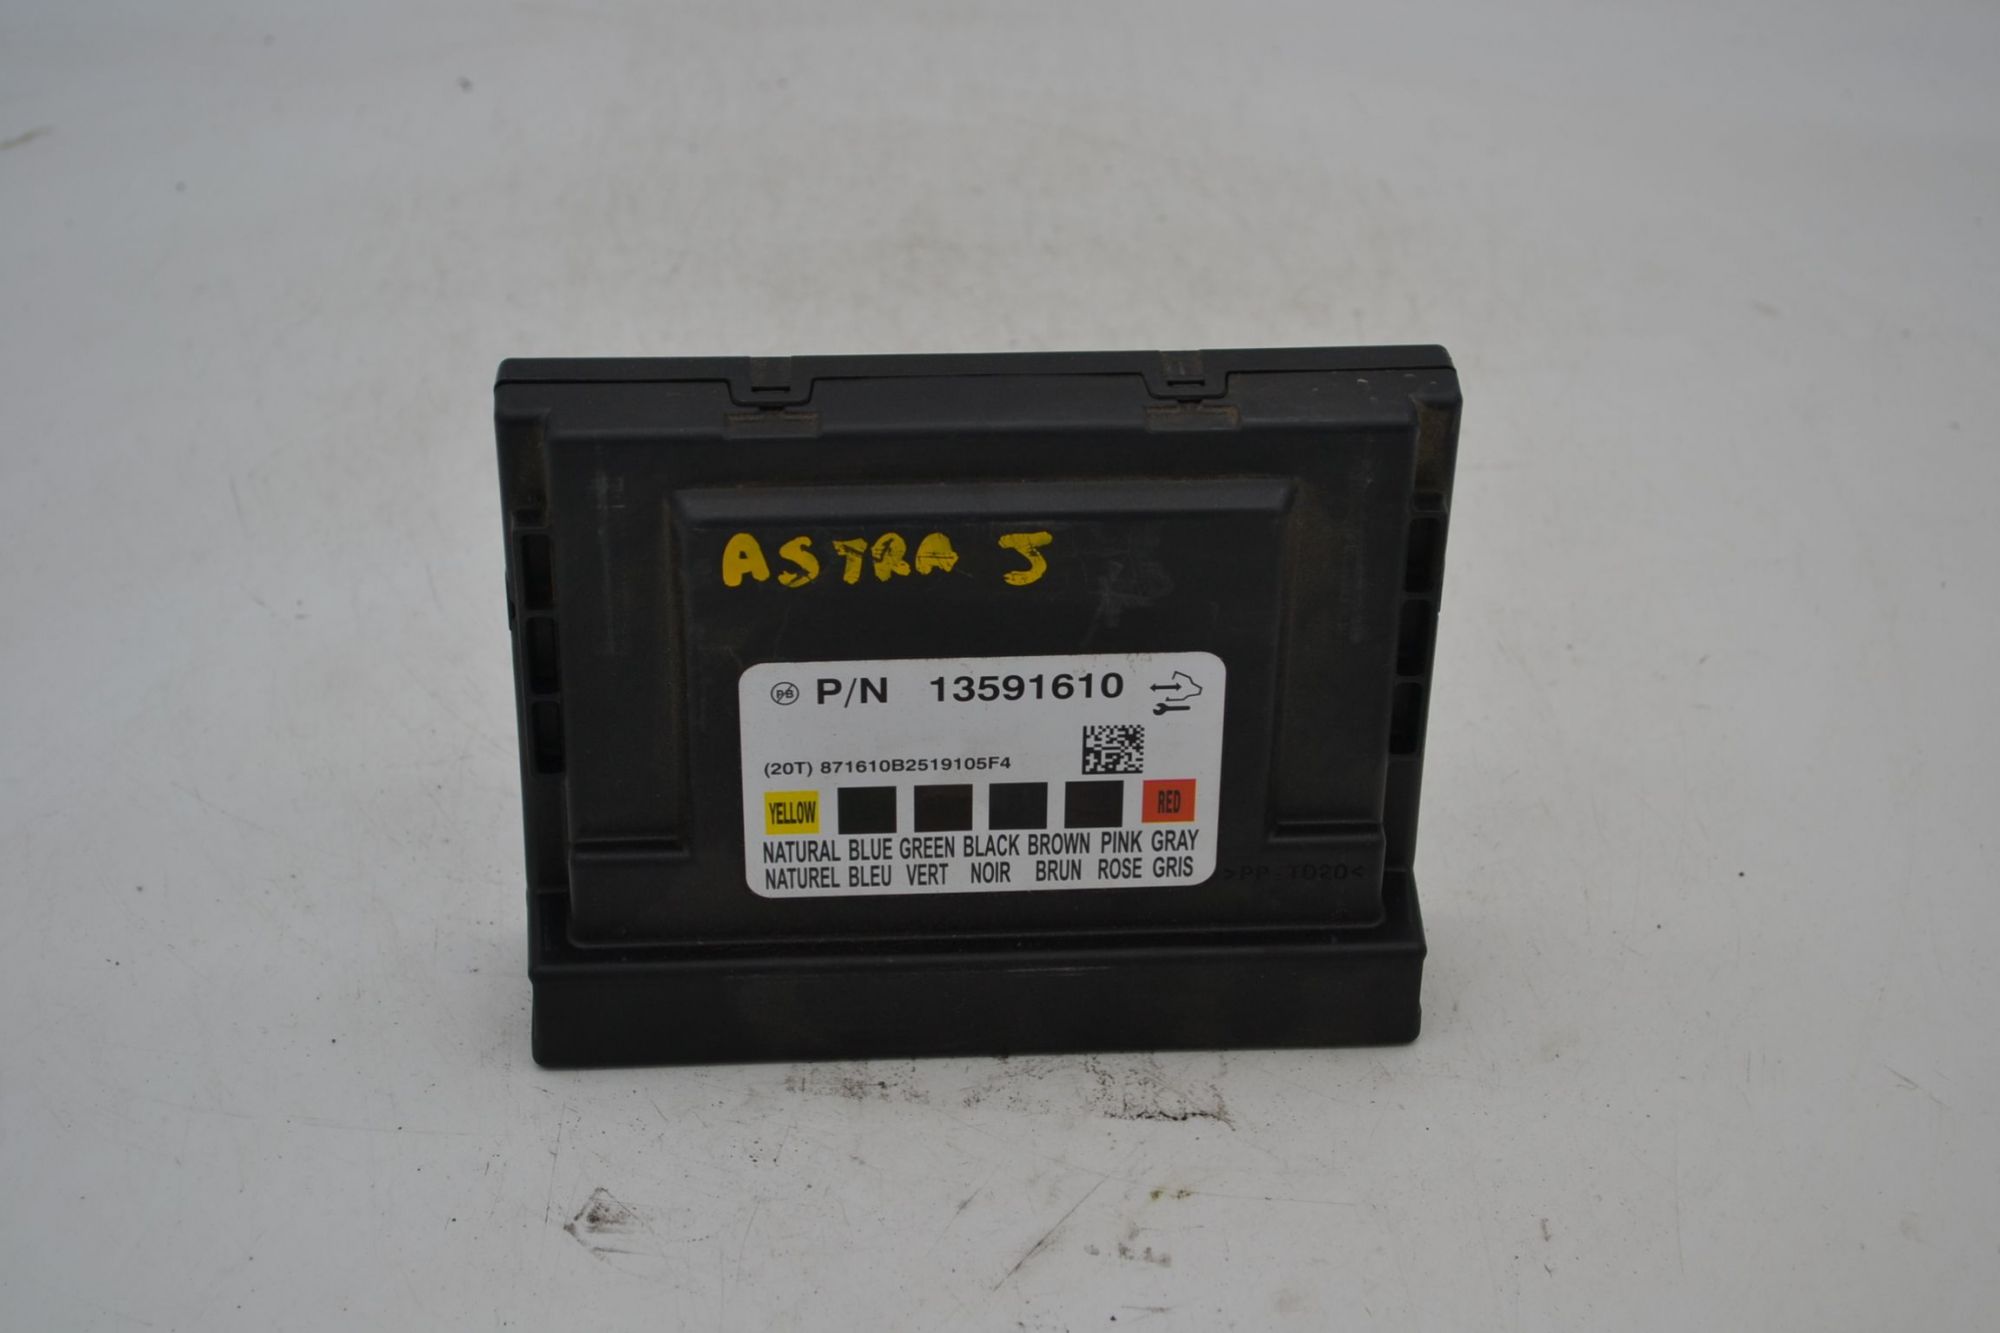 ASTRA J
PB P/N 13591610
(20T) 871610B2519105F4
YELLOW RED
NATURAL BLUE GREEN BLACK BROWN PINK GRAY
NATUREL BLEU VERT NOIR BRUN ROSE GRIS
>PP-TD20<